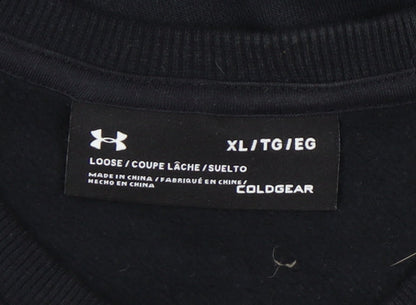 XL/TG/EG
LOOSE/COUPE LÂCHE/SUELTO
MADE IN CHINA/FABRIQUÉ EN CHINE/
HECHO EN CHINA
COLDGEAR